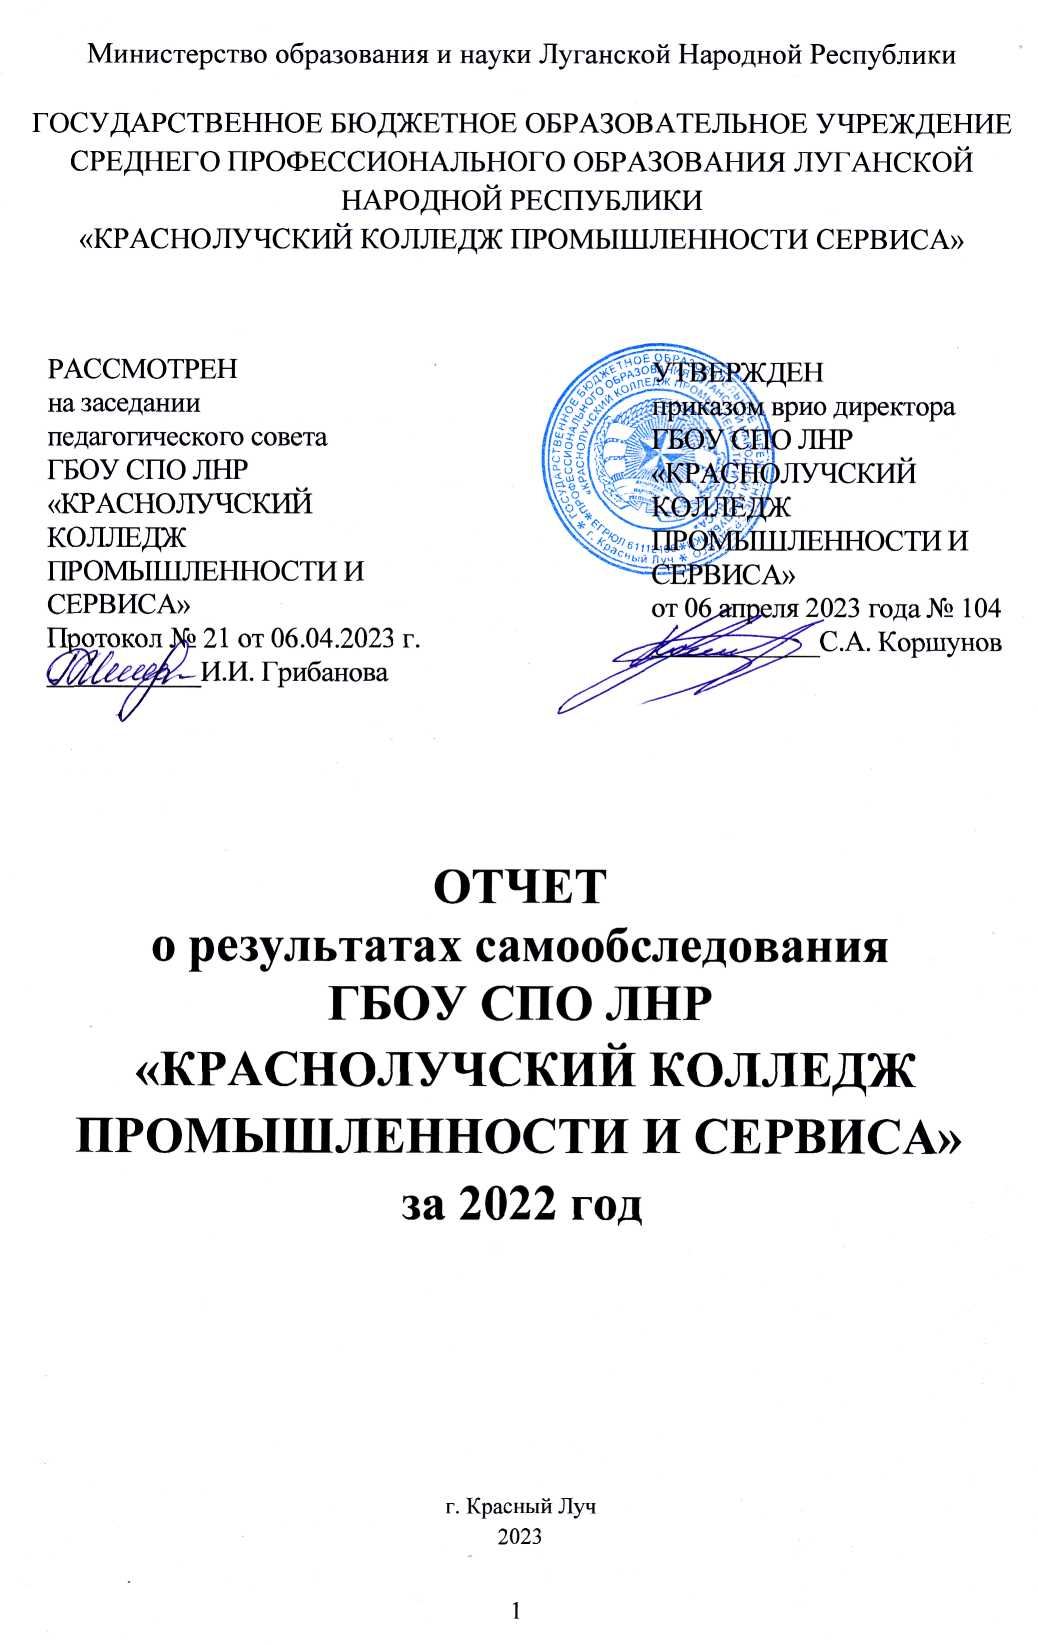 Министерство образования и науки Луганской Народной Республики
ГОСУДАРСТВЕННОЕ БЮДЖЕТНОЕ ОБРАЗОВАТЕЛЬНОЕ УЧРЕЖДЕНИЕ
СРЕДНЕГО ПРОФЕССИОНАЛЬНОГО ОБРАЗОВАНИЯ ЛУГАНСКОЙ
НАРОДНОЙ РЕСПУБЛИКИ
«КРАСНОЛУЧСКИЙ КОЛЛЕДЖ ПРОМЫШЛЕННОСТИ СЕРВИСА»
РАССМОТРЕН
на заседании
педагогического совета
ГБОУ СПО ЛНР
«КРАСНОЛУЧСКИЙ
КОЛЛЕДЖ
ПРОМЫШЛЕННОСТИ И
СЕРВИСА»
Протокол № 21 от 06.04.2023 г.
И.И. Грибанова
УТВЕРЖДЕН
приказом врио директора
ГБОУ СПО ЛНР
«КРАСНОЛУЧСКИЙ
КОЛЛЕДЖ
ПРОМЫШЛЕННОСТИ И
СЕРВИСА»
от 06 апреля 2023 года № 104
С.А. Коршунов
г. Красный Луч
ОТЧЕТ
о результатах самообследования
ГБОУ СПО ЛНР
«КРАСНОЛУЧСКИЙ КОЛЛЕДЖ
ПРОМЫШЛЕННОСТИ И СЕРВИСА»
за 2022 год
г. Красный Луч
2023
1